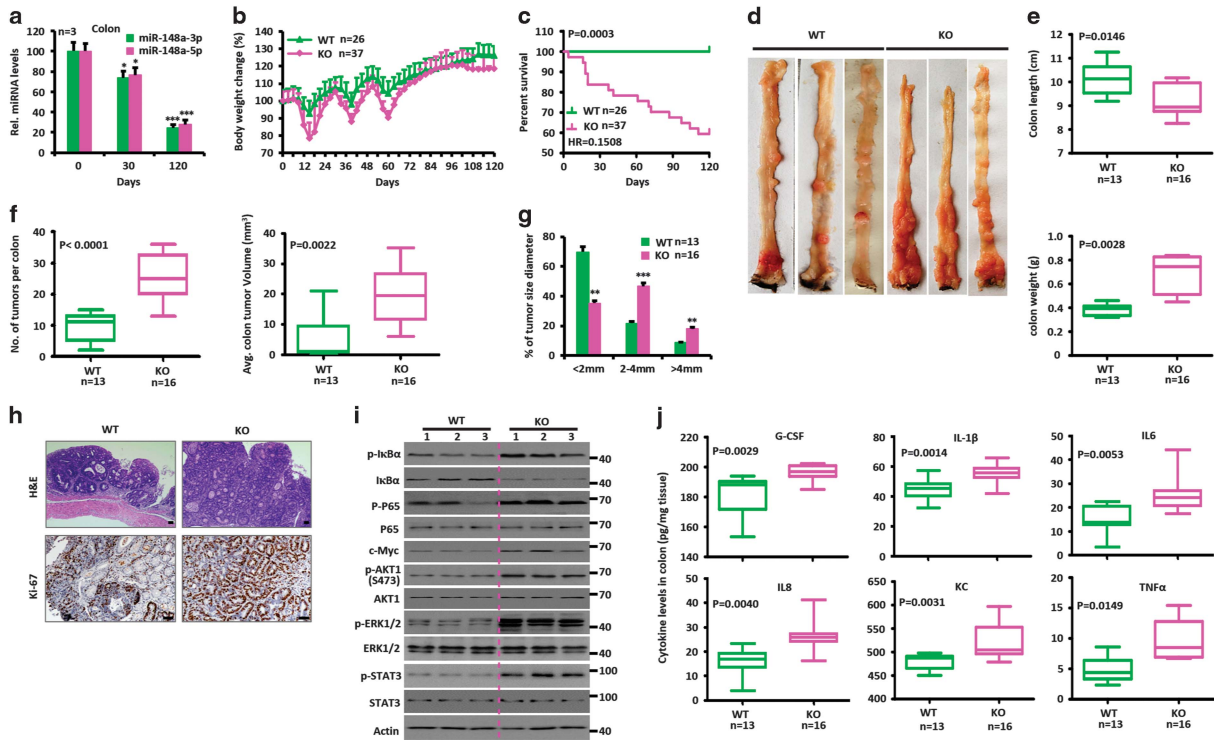 a
n=3
Colon
miR-148a-3p
miR-148a-5p
Rel. miRNA levels
120
100
80
60
40
20
0
*
*
***
***
0 30 120
Days
b
WT n=26
KO n=37
Body weight change (%)
140
130
120
110
100
90
80
70
0 12 24 36 48 60 72 84 96 108 120
Days
c
P=0.0003
Percent survival
100
90
80
70
60
50
WT n=26
KO n=37
HR=0.1508
0 30 60 90 120
Days
d
WT KO
e
P=0.0146
Colon length (cm)
12
11
10
9
8
7
WT KO
n=13 n=16
P=0.0028
colon weight (g)
1.0
0.8
0.6
0.4
0.2
0.0
WT KO
n=13 n=16
f
P< 0.0001
No. of tumors per colon
40
30
20
10
0
WT KO
n=13 n=16
P=0.0022
Avg. colon tumor Volume (mm³)
40
30
20
10
0
WT KO
n=13 n=16
g
WT n=13
KO n=16
% of tumor size diameter
80
70
60
50
40
30
20
10
0
**
***
**
<2mm 2-4mm >4mm
h
WT KO
H&E
Ki-67
i
WT KO
1 2 3 1 2 3
p-IκBα 40
IκBα 40
P-P65 70
P65 70
c-Myc 70
p-AKT1
(S473) 70
AKT1 70
p-ERK1/2 40
ERK1/2 40
p-STAT3 100
STAT3 100
Actin 40
j
Cytokine levels in colon (pg/mg tissue)
G-CSF
P=0.0029
220
200
180
160
140
IL-1β
P=0.0014
80
60
40
20
0
IL6
P=0.0053
50
40
30
20
10
0
IL8
P=0.0040
50
40
30
20
10
0
WT KO
n=13 n=16
KC
P=0.0031
650
600
550
500
450
400
WT KO
n=13 n=16
TNFα
P=0.0149
20
15
10
5
0
WT KO
n=13 n=16